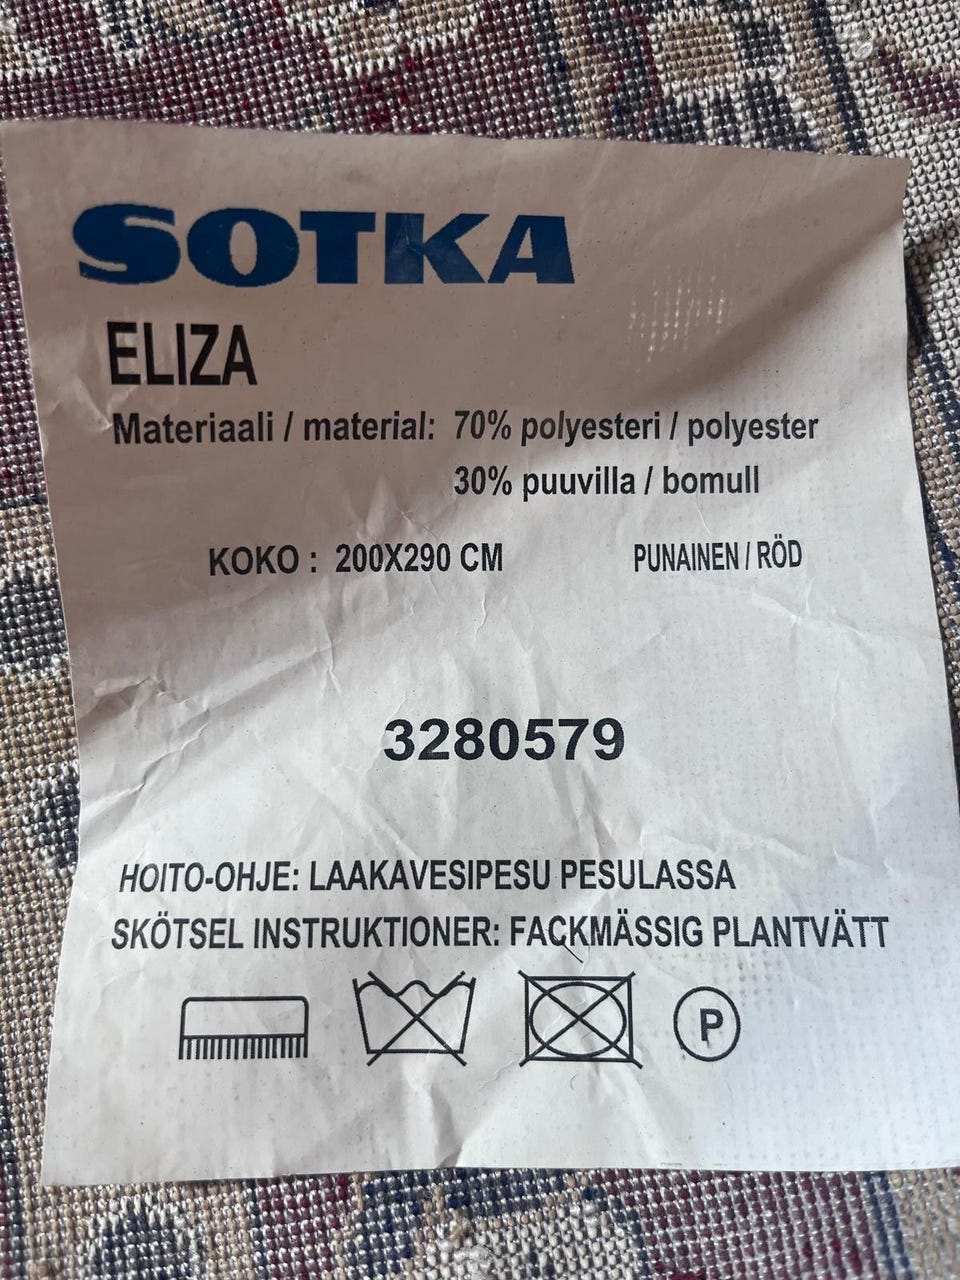 SOTKA
ELIZA
Materiaali / material: 70% polyesteri / polyester
30% puuvilla / bomull
KOKO : 200X290 CM PUNAINEN / RÖD
3280579
HOITO-OHJE: LAAKAVESIPESU PESULASSA
SKÖTSEL INSTRUKTIONER: FACKMÄSSIG PLANTVÄTT
P